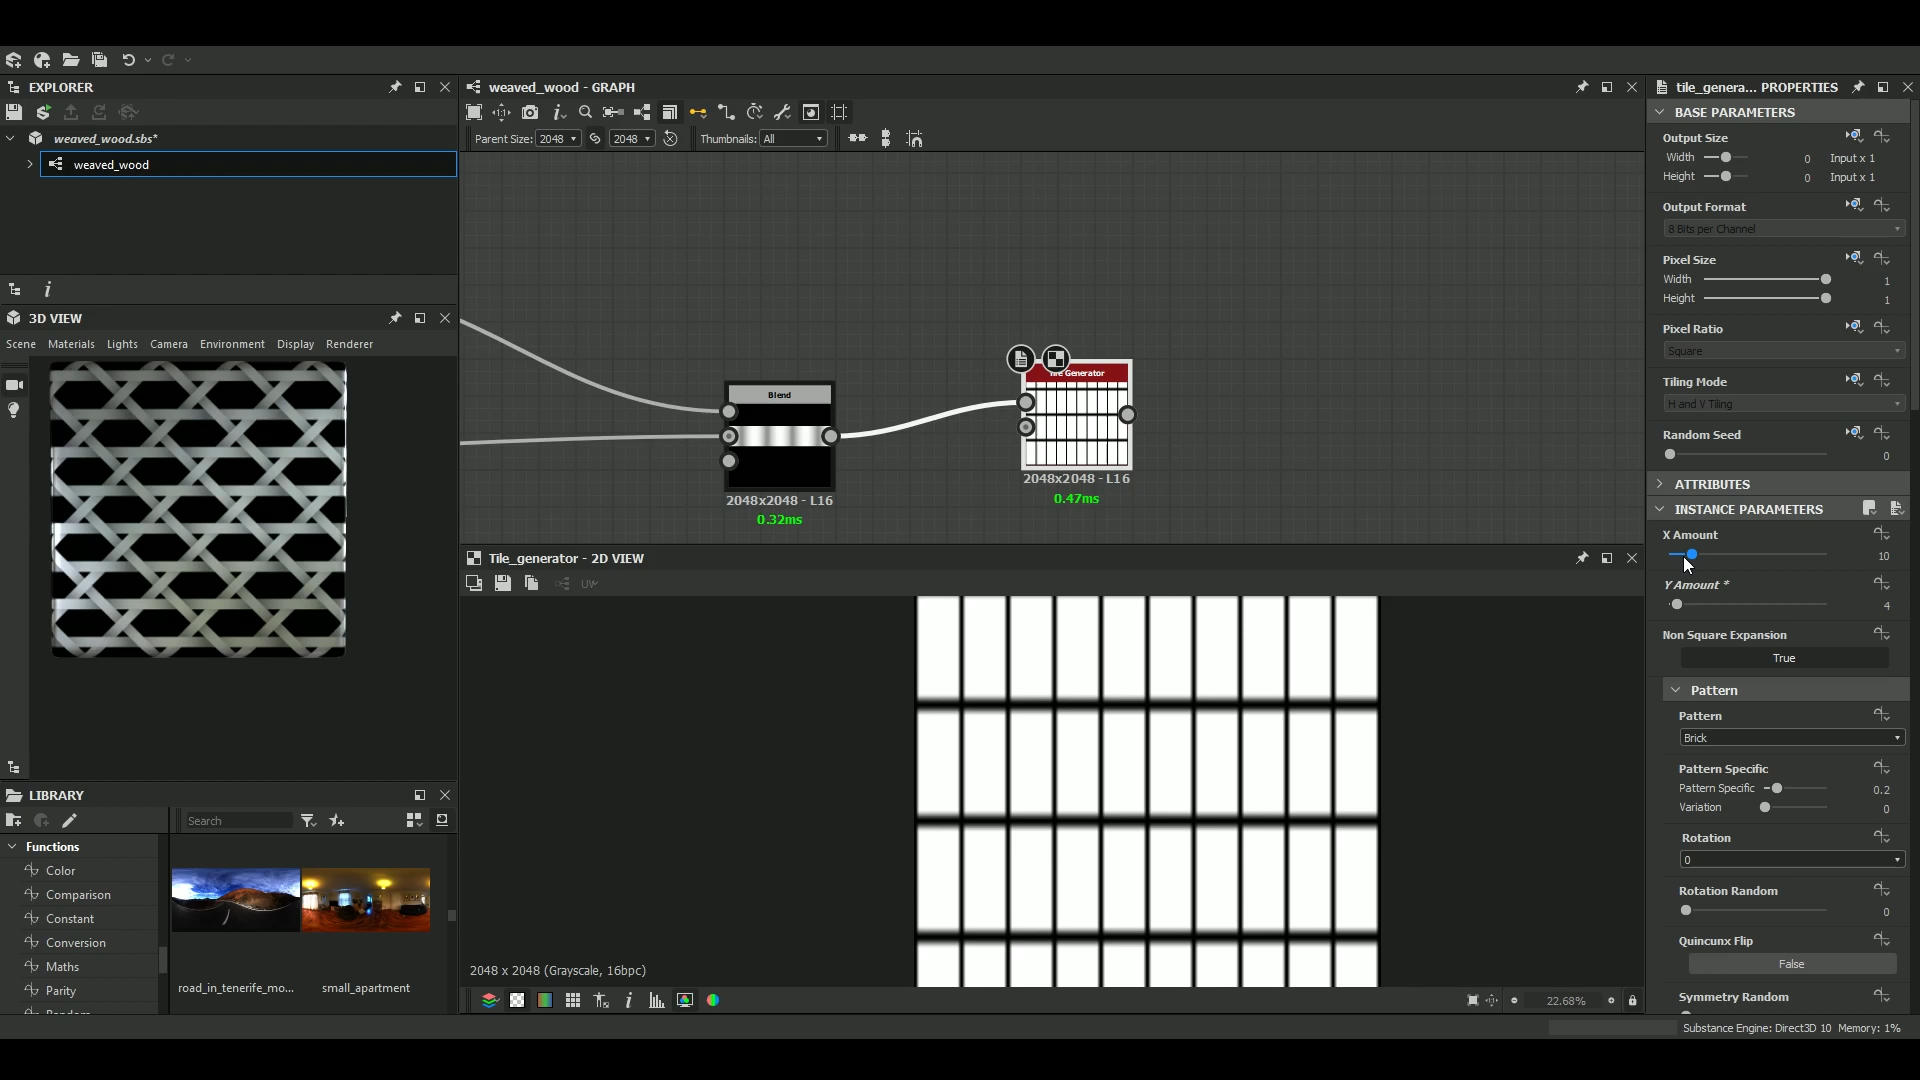 EXPLORER
weaved_wood.sbs*
weaved_wood
3D VIEW
Scene Materials Lights Camera Environment Display Renderer
LIBRARY
Search
Functions
Color
Comparison
Constant
Conversion
Maths
Parity
road_in_tenerife_mo...
small_apartment
weaved_wood - GRAPH
Parent Size: 2048 2048 Thumbnails: All
Blend
2048x2048 - L16
0.32ms
Tile Generator
2048x2048 - L16
0.47ms
Tile_generator - 2D VIEW
UV
2048 x 2048 (Grayscale, 16bpc)
22.68%
tile_genera... PROPERTIES
BASE PARAMETERS
Output Size
Width 0 Input x 1
Height 0 Input x 1
Output Format
8 Bits per Channel
Pixel Size
Width 1
Height 1
Pixel Ratio
Square
Tiling Mode
H and V Tiling
Random Seed
0
ATTRIBUTES
INSTANCE PARAMETERS
X Amount
10
Y Amount *
4
Non Square Expansion
True
Pattern
Pattern
Brick
Pattern Specific
Pattern Specific 0.2
Variation 0
Rotation
0
Rotation Random
0
Quincunx Flip
False
Symmetry Random
Substance Engine: Direct3D 10 Memory: 1%